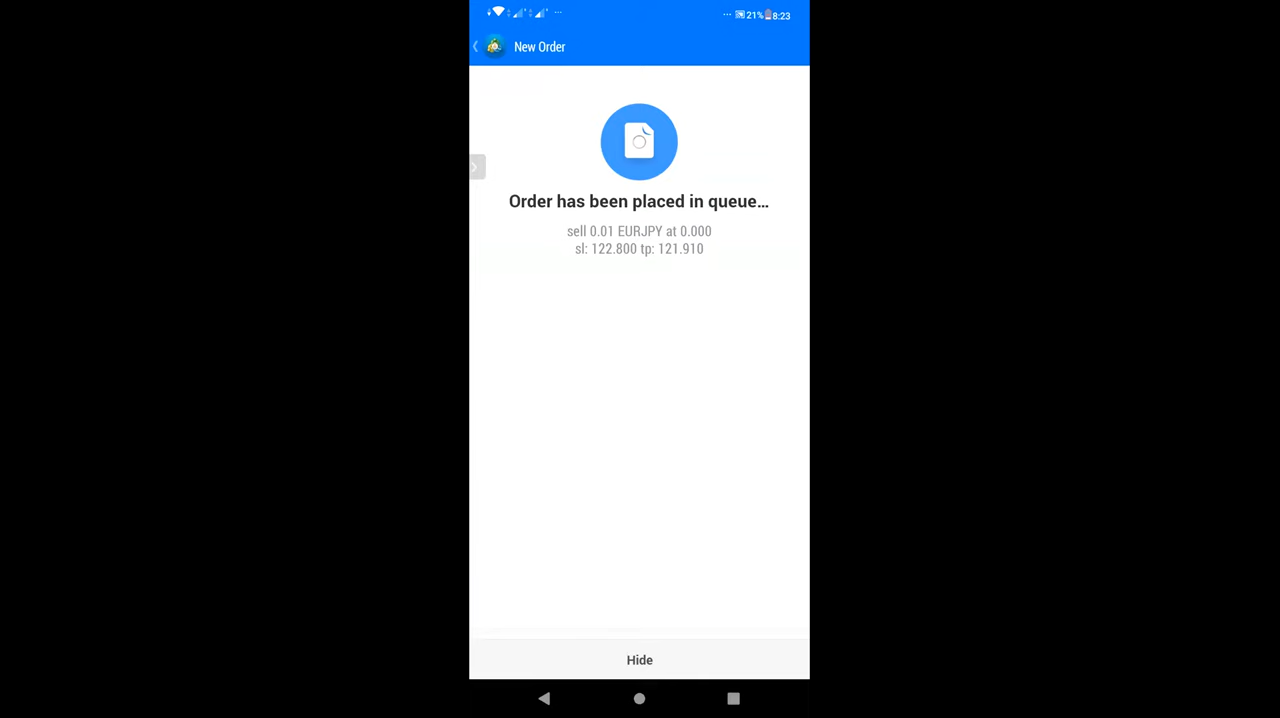 21% 8:23
New Order
Order has been placed in queue...
sell 0.01 EURJPY at 0.000
sl: 122.800 tp: 121.910
Hide